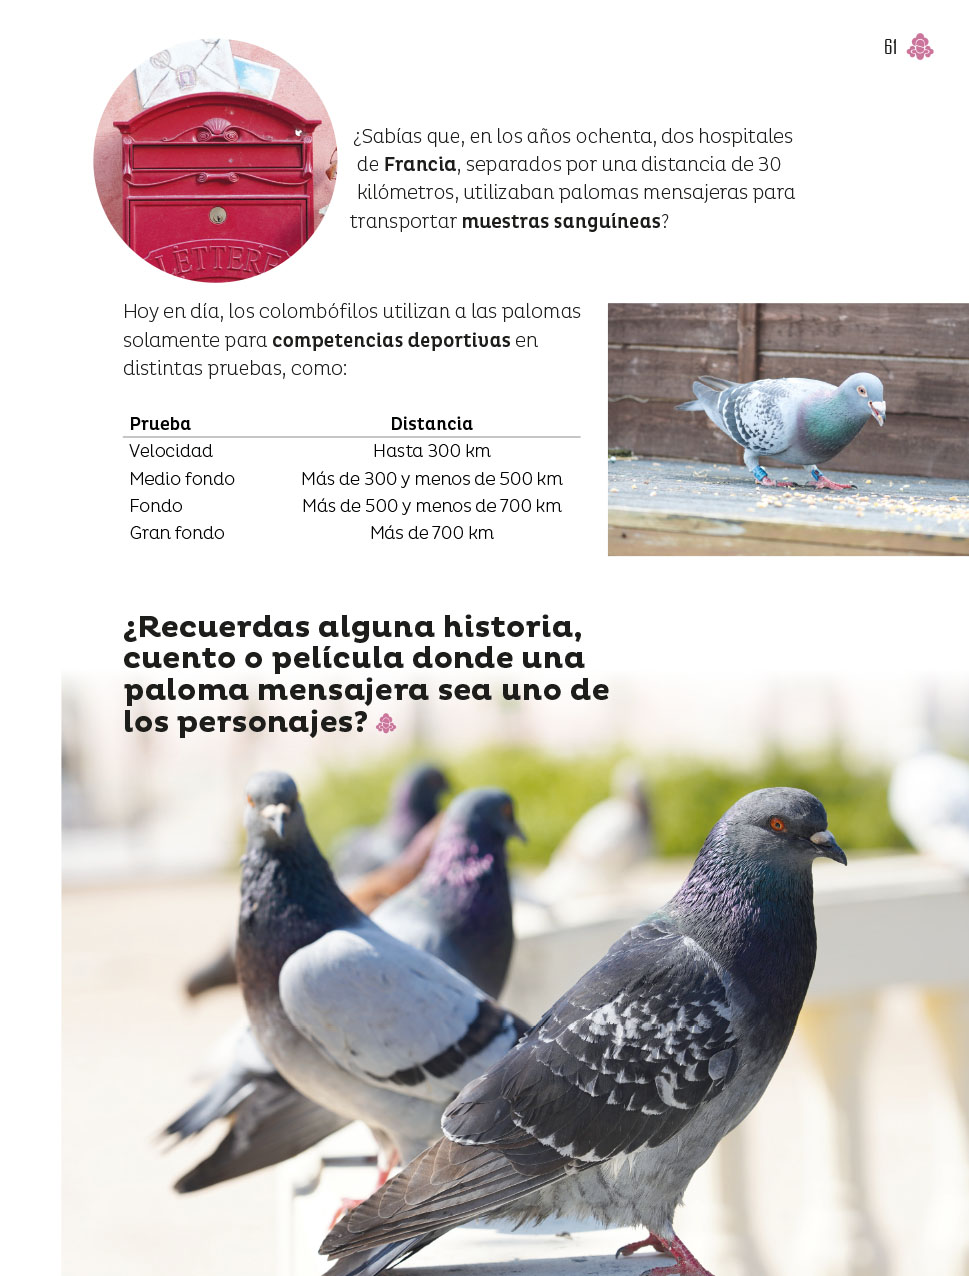 61
LETTERE
¿Sabías que, en los años ochenta, dos hospitales
de Francia, separados por una distancia de 30
kilómetros, utilizaban palomas mensajeras para
transportar muestras sanguíneas?
Hoy en día, los colombófilos utilizan a las palomas
solamente para competencias deportivas en
distintas pruebas, como:
Prueba Distancia
Velocidad Hasta 300 km
Medio fondo Más de 300 y menos de 500 km
Fondo Más de 500 y menos de 700 km
Gran fondo Más de 700 km
¿Recuerdas alguna historia,
cuento o película donde una
paloma mensajera sea uno de
los personajes?